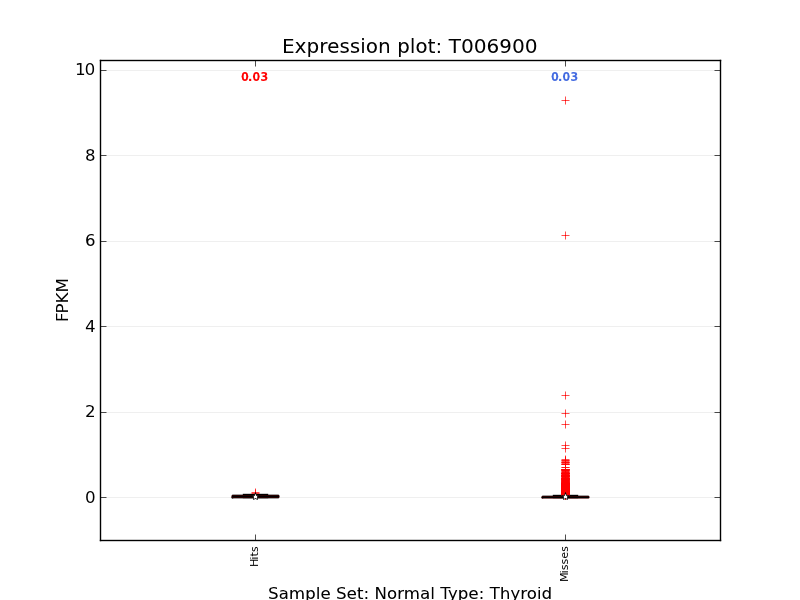 Expression plot: T006900
10
0.03
0.03
8
6
FPKM
4
2
0
Hits
Misses
Sample Set: Normal Type: Thyroid